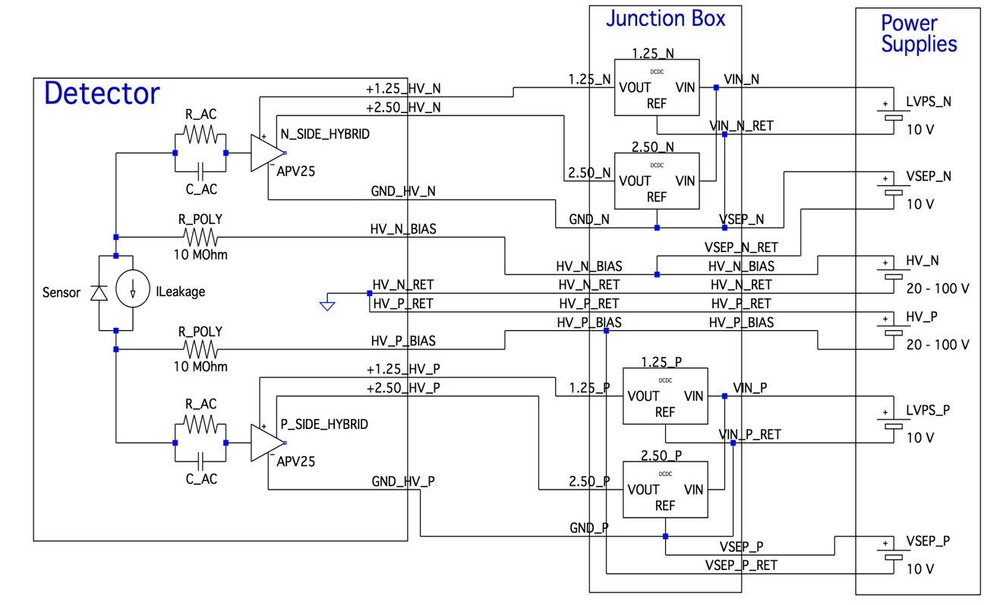 Junction Box
Power
Supplies
Detector
1.25_N
DCDC
VOUT
VIN
REF
1.25_N
VIN_N
+1.25_HV_N
+2.50_HV_N
LVPS_N
+
10 V
VIN_N_RET
R_AC
+
N_SIDE_HYBRID
-
APV25
C_AC
2.50_N
DCDC
VOUT
VIN
REF
2.50_N
VSEP_N
+
10 V
GND_HV_N
GND_N
VSEP_N
R_POLY
10 MOhm
HV_N_BIAS
VSEP_N_RET
HV_N_BIAS
HV_N_BIAS
HV_N
+
20 - 100 V
Sensor
ILeakage
HV_N_RET
HV_N_RET
HV_N_RET
HV_P_RET
HV_P_RET
HV_P_RET
HV_P
+
20 - 100 V
HV_P_BIAS
HV_P_BIAS
R_POLY
10 MOhm
HV_P_BIAS
+1.25_HV_P
+2.50_HV_P
1.25_P
DCDC
VOUT
VIN
REF
1.25_P
VIN_P
LVPS_P
+
10 V
VIN_P_RET
R_AC
+
P_SIDE_HYBRID
-
APV25
C_AC
2.50_P
DCDC
VOUT
VIN
REF
2.50_P
GND_HV_P
GND_P
VSEP_P
VSEP_P_RET
VSEP_P
+
10 V